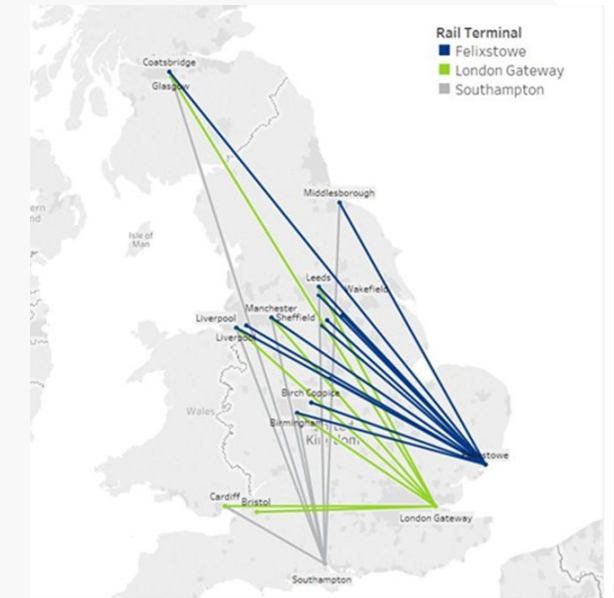 Rail Terminal
Felixstowe
London Gateway
Southampton
Coatsbridge
Glasgow
Middlesborough
Isle of
Man
Leeds
Wakefield
Manchester
Liverpool
Sheffield
Liverpool
Birch Coppice
Wales
Birmingham
Cardiff
Bristol
London Gateway
Southampton